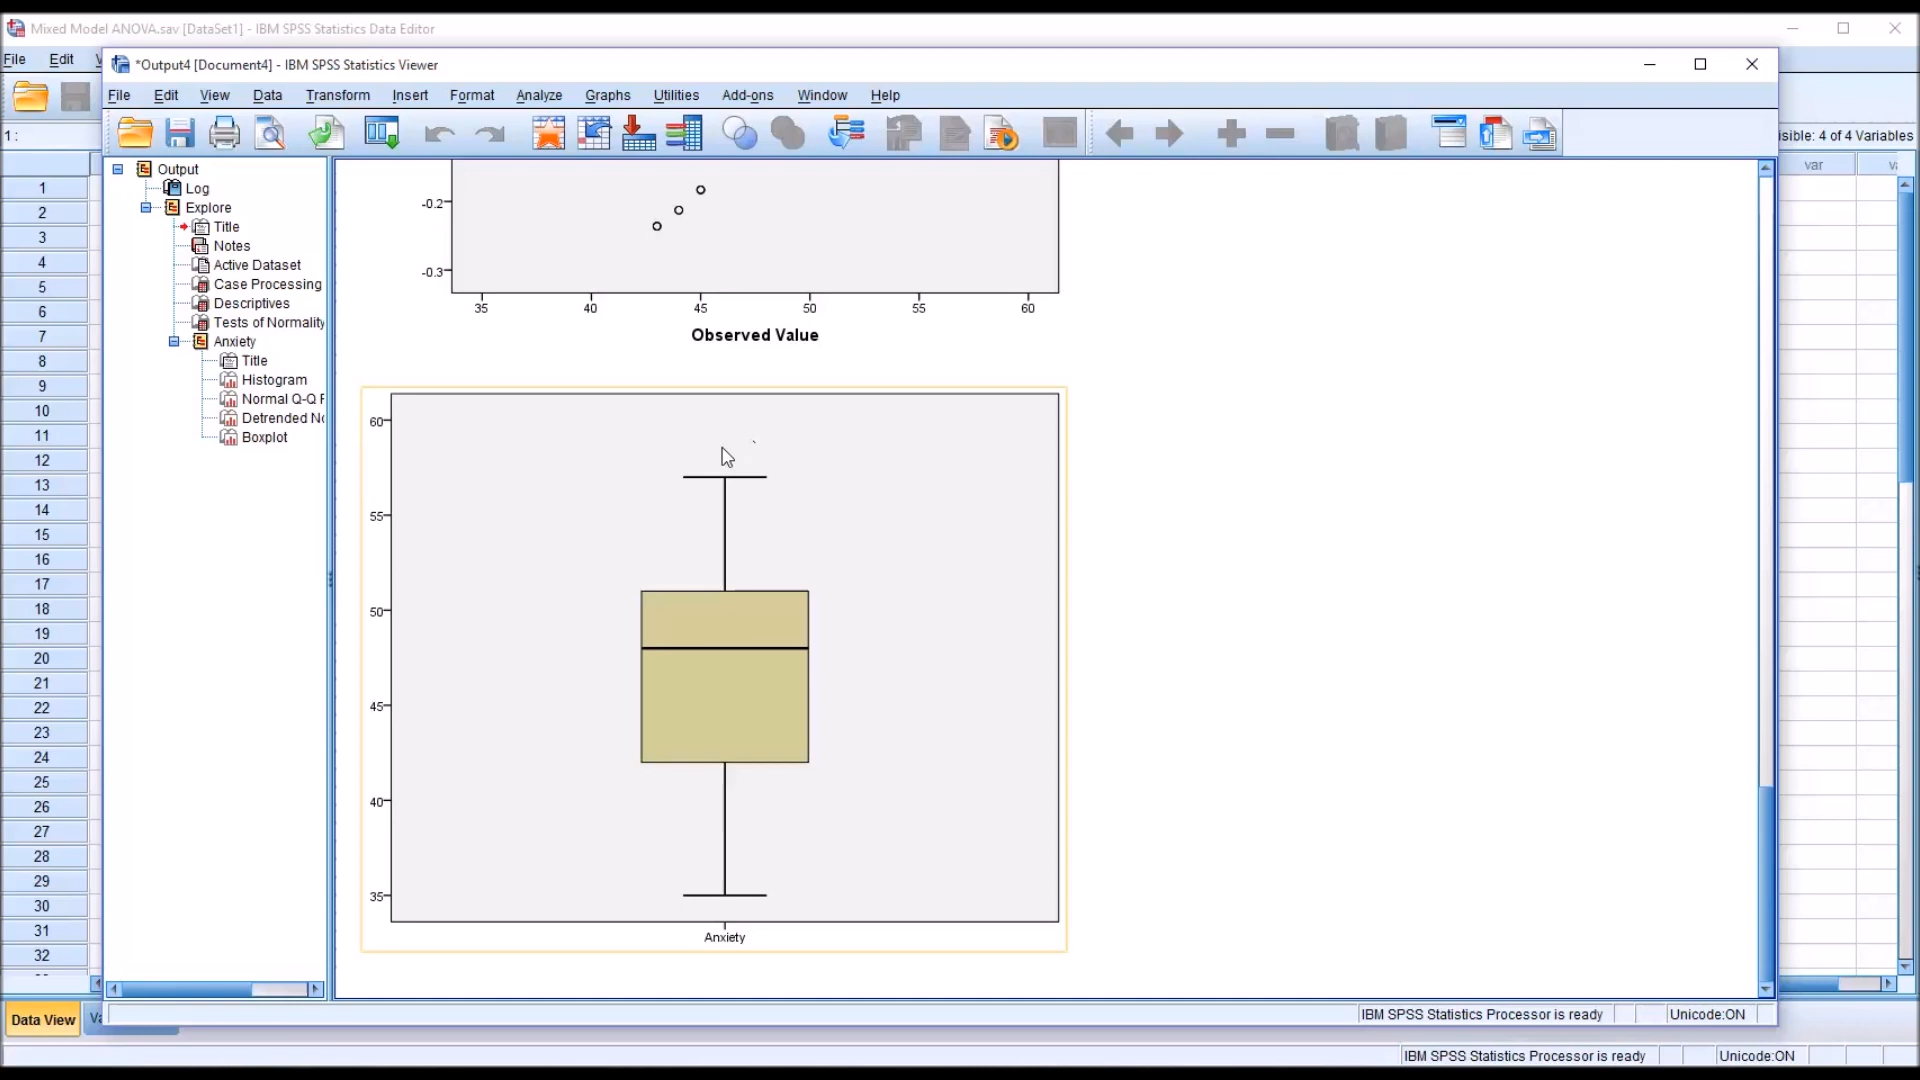 Mixed Model ANOVA.sav [DataSet1] - IBM SPSS Statistics Data Editor
File Edit
*Output4 [Document4] - IBM SPSS Statistics Viewer
File Edit View Data Transform Insert Format Analyze Graphs Utilities Add-ons Window Help
1 :
isible: 4 of 4 Variables
var
Output
Log
Explore
Title
Notes
Active Dataset
Case Processing
Descriptives
Tests of Normality
Anxiety
Title
Histogram
Normal Q-Q P
Detrended No
Boxplot
1
2
3
4
5
6
7
8
9
10
11
12
13
14
15
16
17
18
19
20
21
22
23
24
25
26
27
28
29
30
31
32
-0.2
-0.3
35 40 45 50 55 60
Observed Value
60
55
50
45
40
35
Anxiety
Data View
IBM SPSS Statistics Processor is ready Unicode:ON
IBM SPSS Statistics Processor is ready Unicode:ON